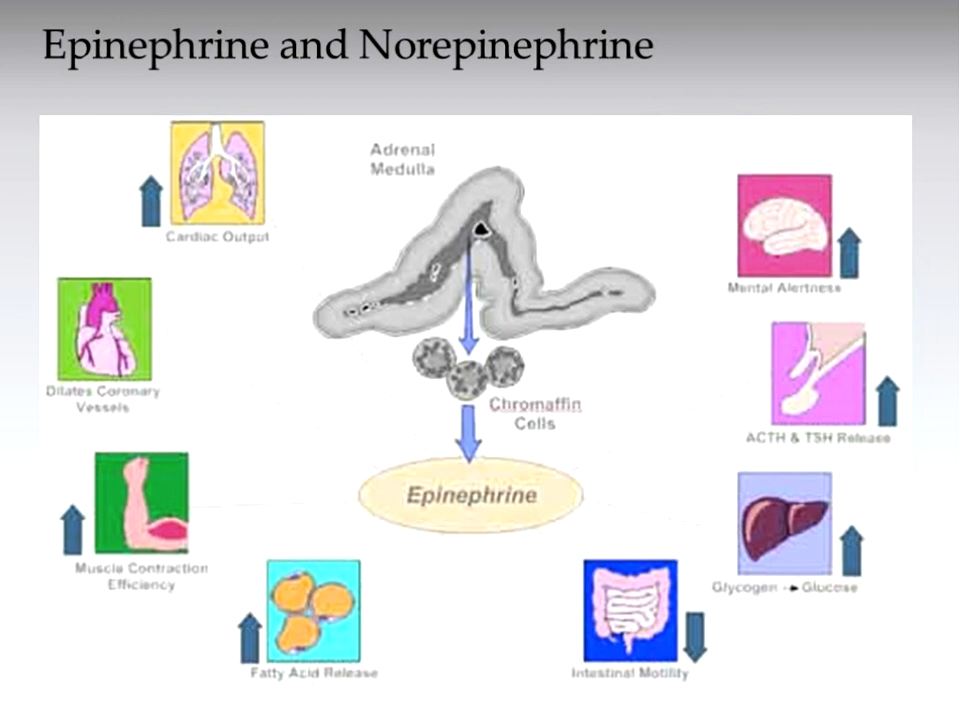 Epinephrine and Norepinephrine
Adrenal
Medulla
Cardiac Output
Mental Alertness
Dilates Coronary
Vessels
Chromaffin
Cells
ACTH & TSH Release
Epinephrine
Muscle Contraction
Efficiency
Glycogen → Glucose
Fatty Acid Release
Intestinal Motility